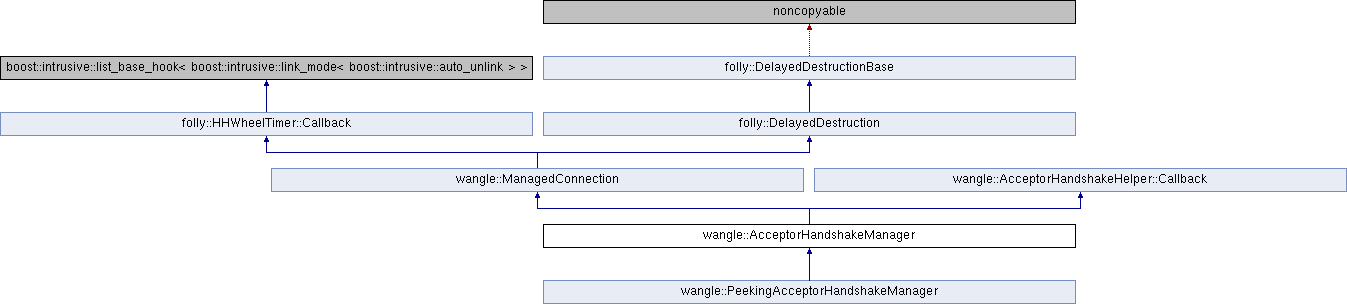 noncopyable
boost::intrusive::list_base_hook< boost::intrusive::link_mode< boost::intrusive::auto_unlink > >
folly::DelayedDestructionBase
folly::HHWheelTimer::Callback
folly::DelayedDestruction
wangle::ManagedConnection
wangle::AcceptorHandshakeHelper::Callback
wangle::AcceptorHandshakeManager
wangle::PeekingAcceptorHandshakeManager